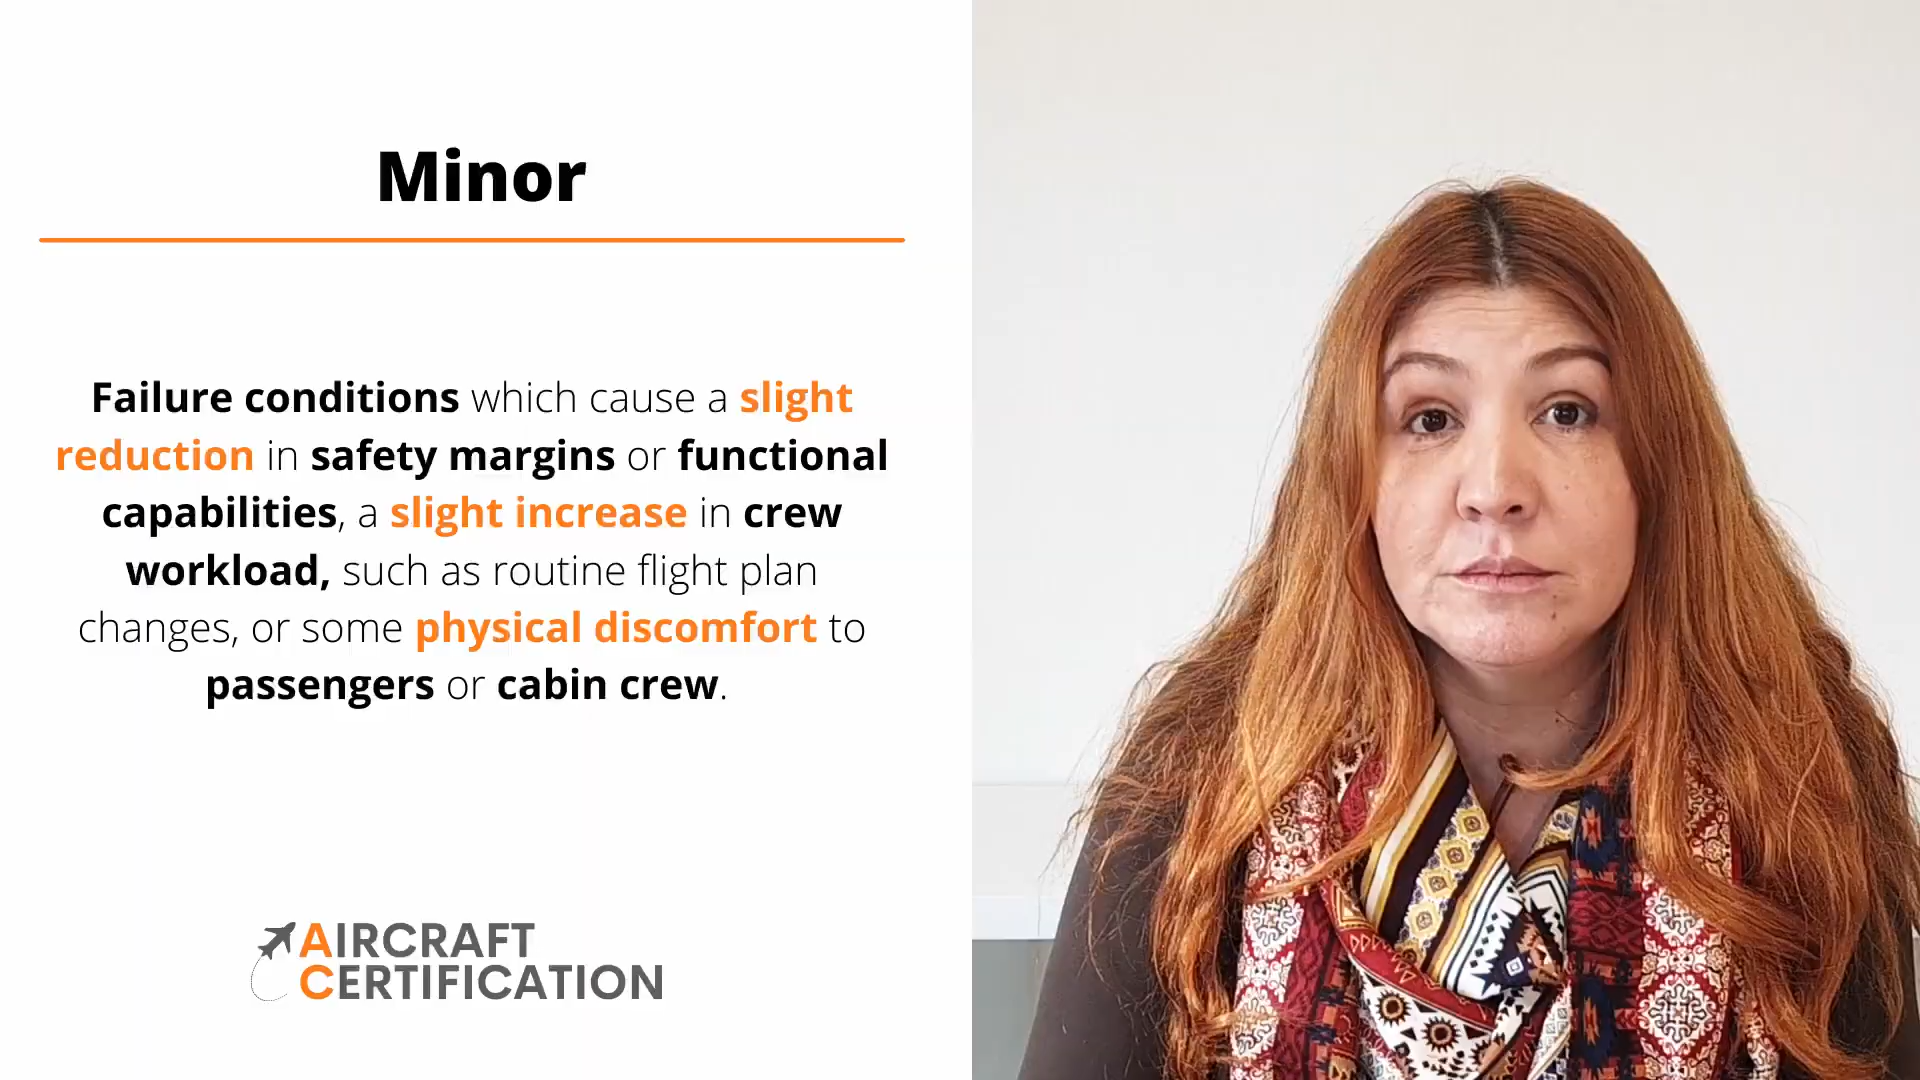 Minor
Failure conditions which cause a slight
reduction in safety margins or functional
capabilities, a slight increase in crew
workload, such as routine flight plan
changes, or some physical discomfort to
passengers or cabin crew.
AIRCRAFT
CERTIFICATION